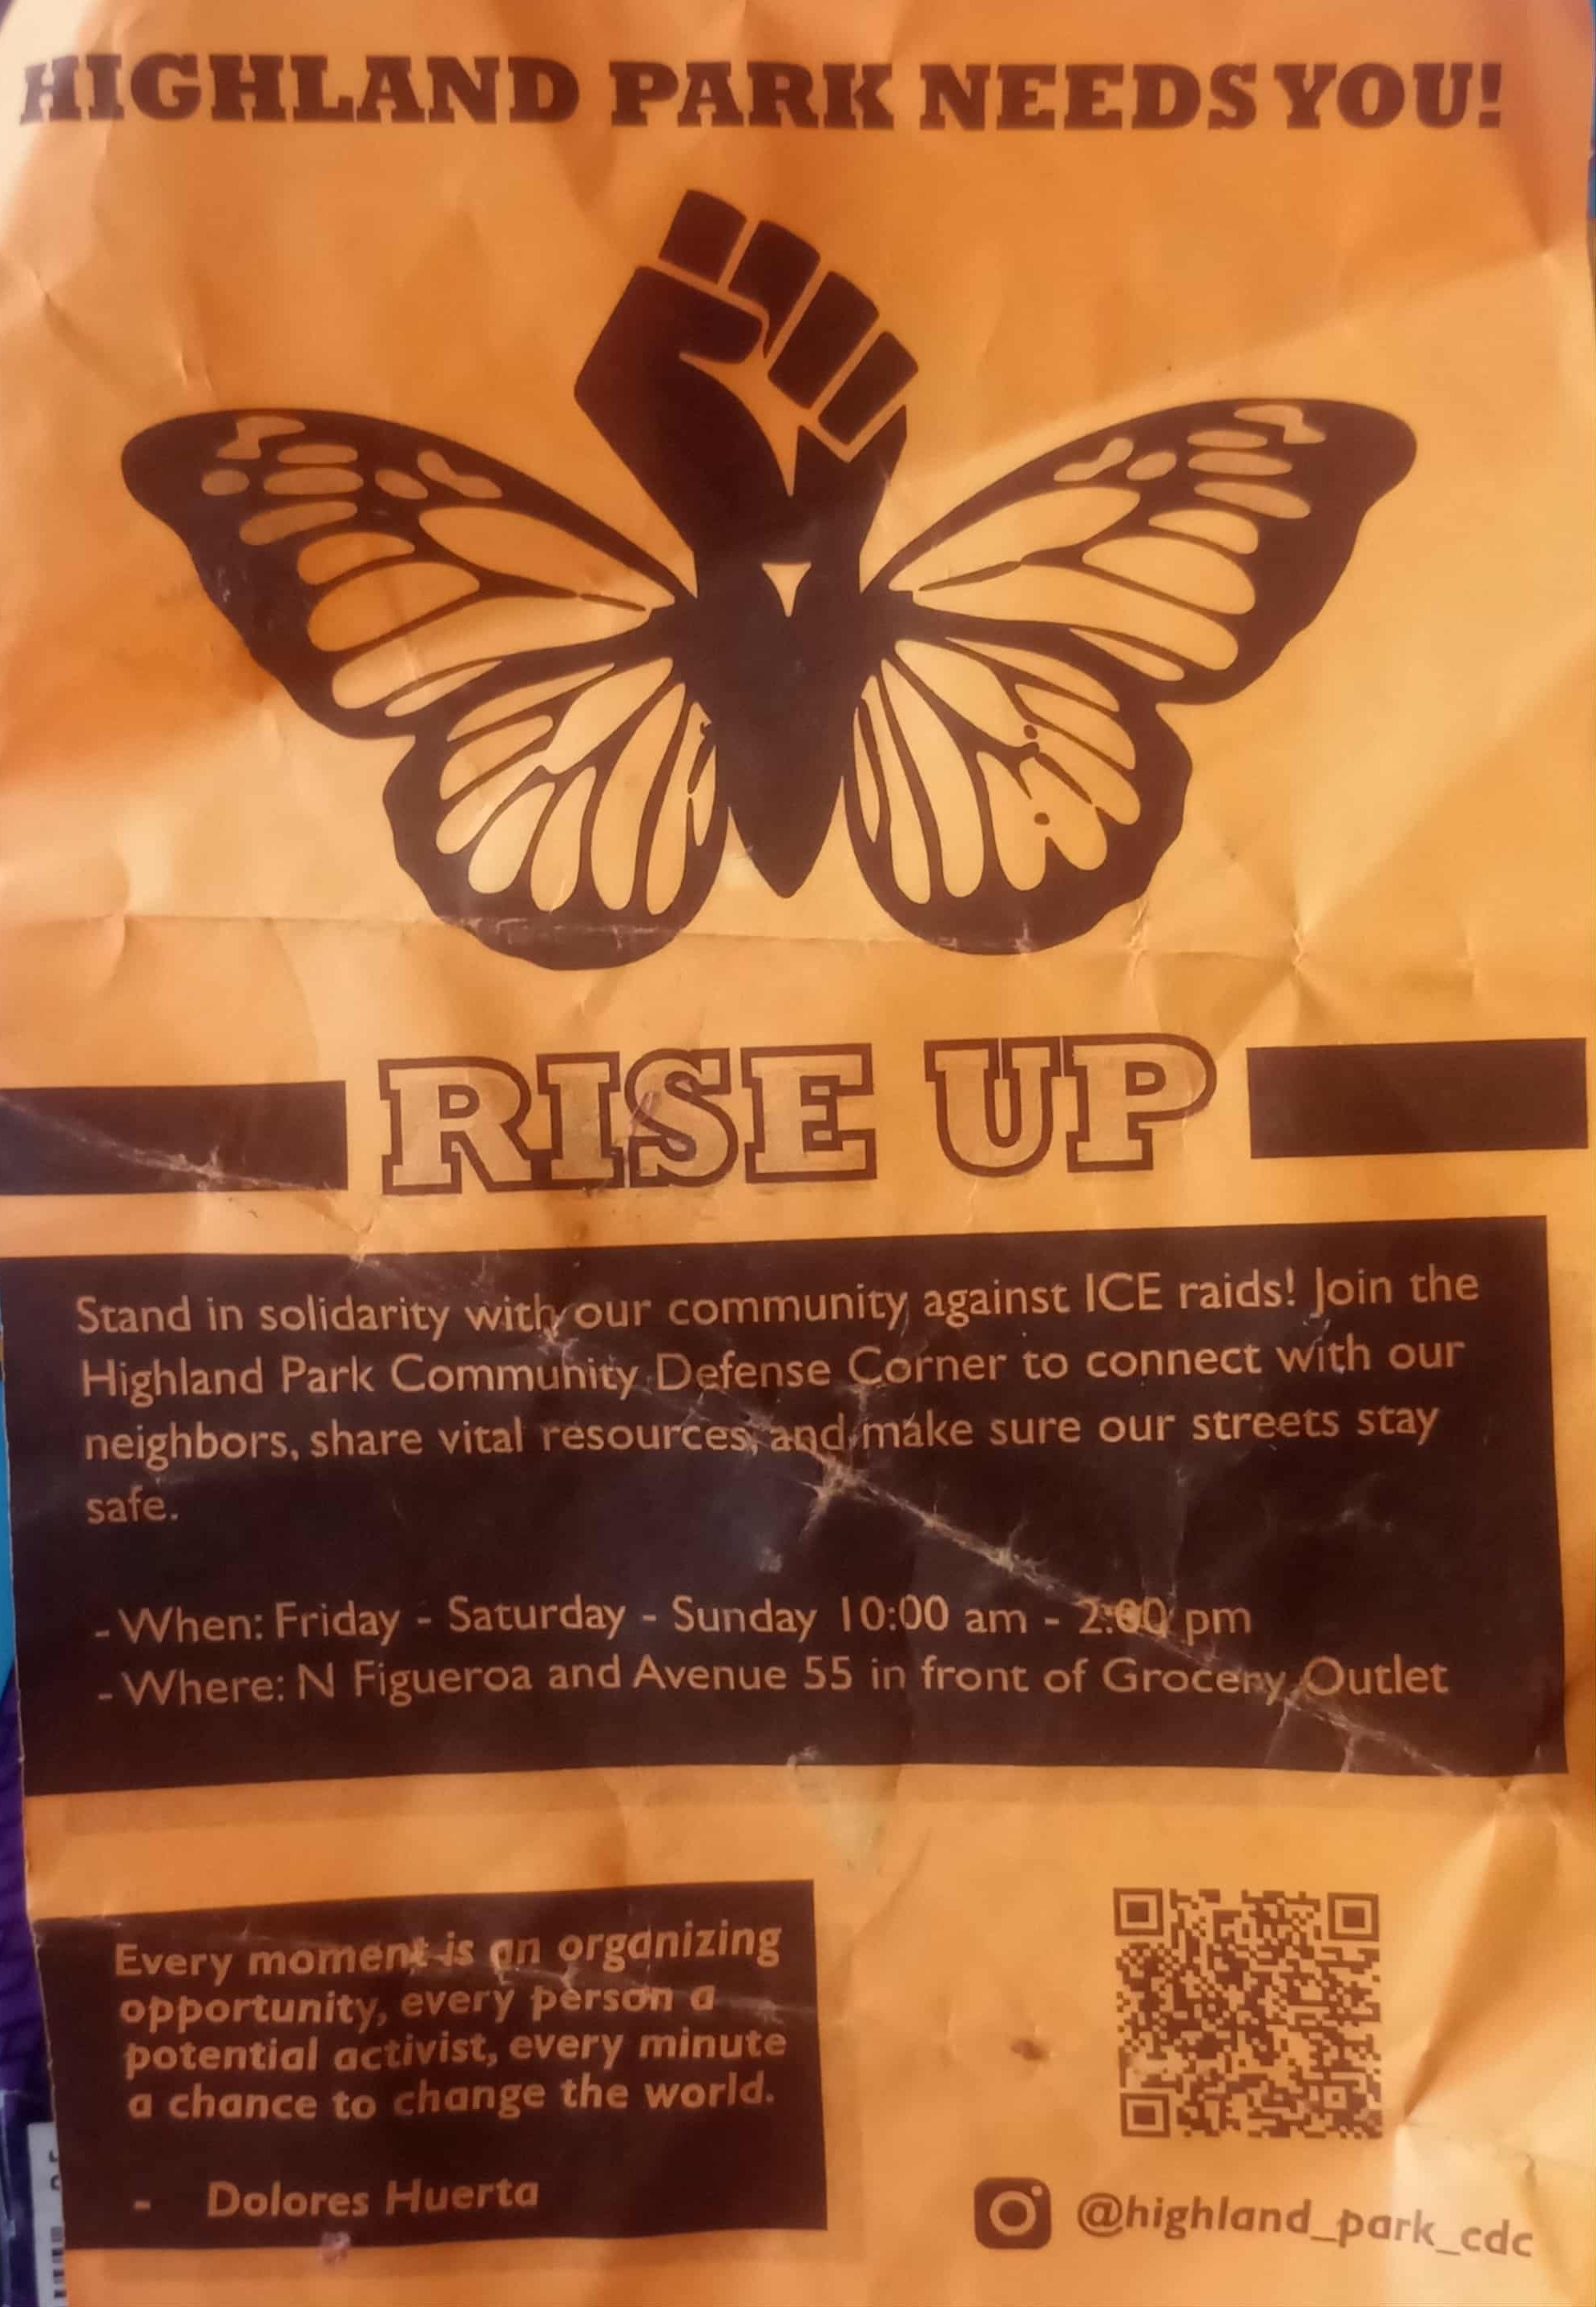 HIGHLAND PARK NEEDS YOU!
RISE UP
Stand in solidarity with our community against ICE raids! Join the
Highland Park Community Defense Corner to connect with our
neighbors, share vital resources, and make sure our streets stay
safe.
- When: Friday - Saturday - Sunday 10:00 am - 2:00 pm
- Where: N Figueroa and Avenue 55 in front of Grocery Outlet
Every moment is an organizing
opportunity, every person a
potential activist, every minute
a chance to change the world.
- Dolores Huerta
@highland_park_cdc